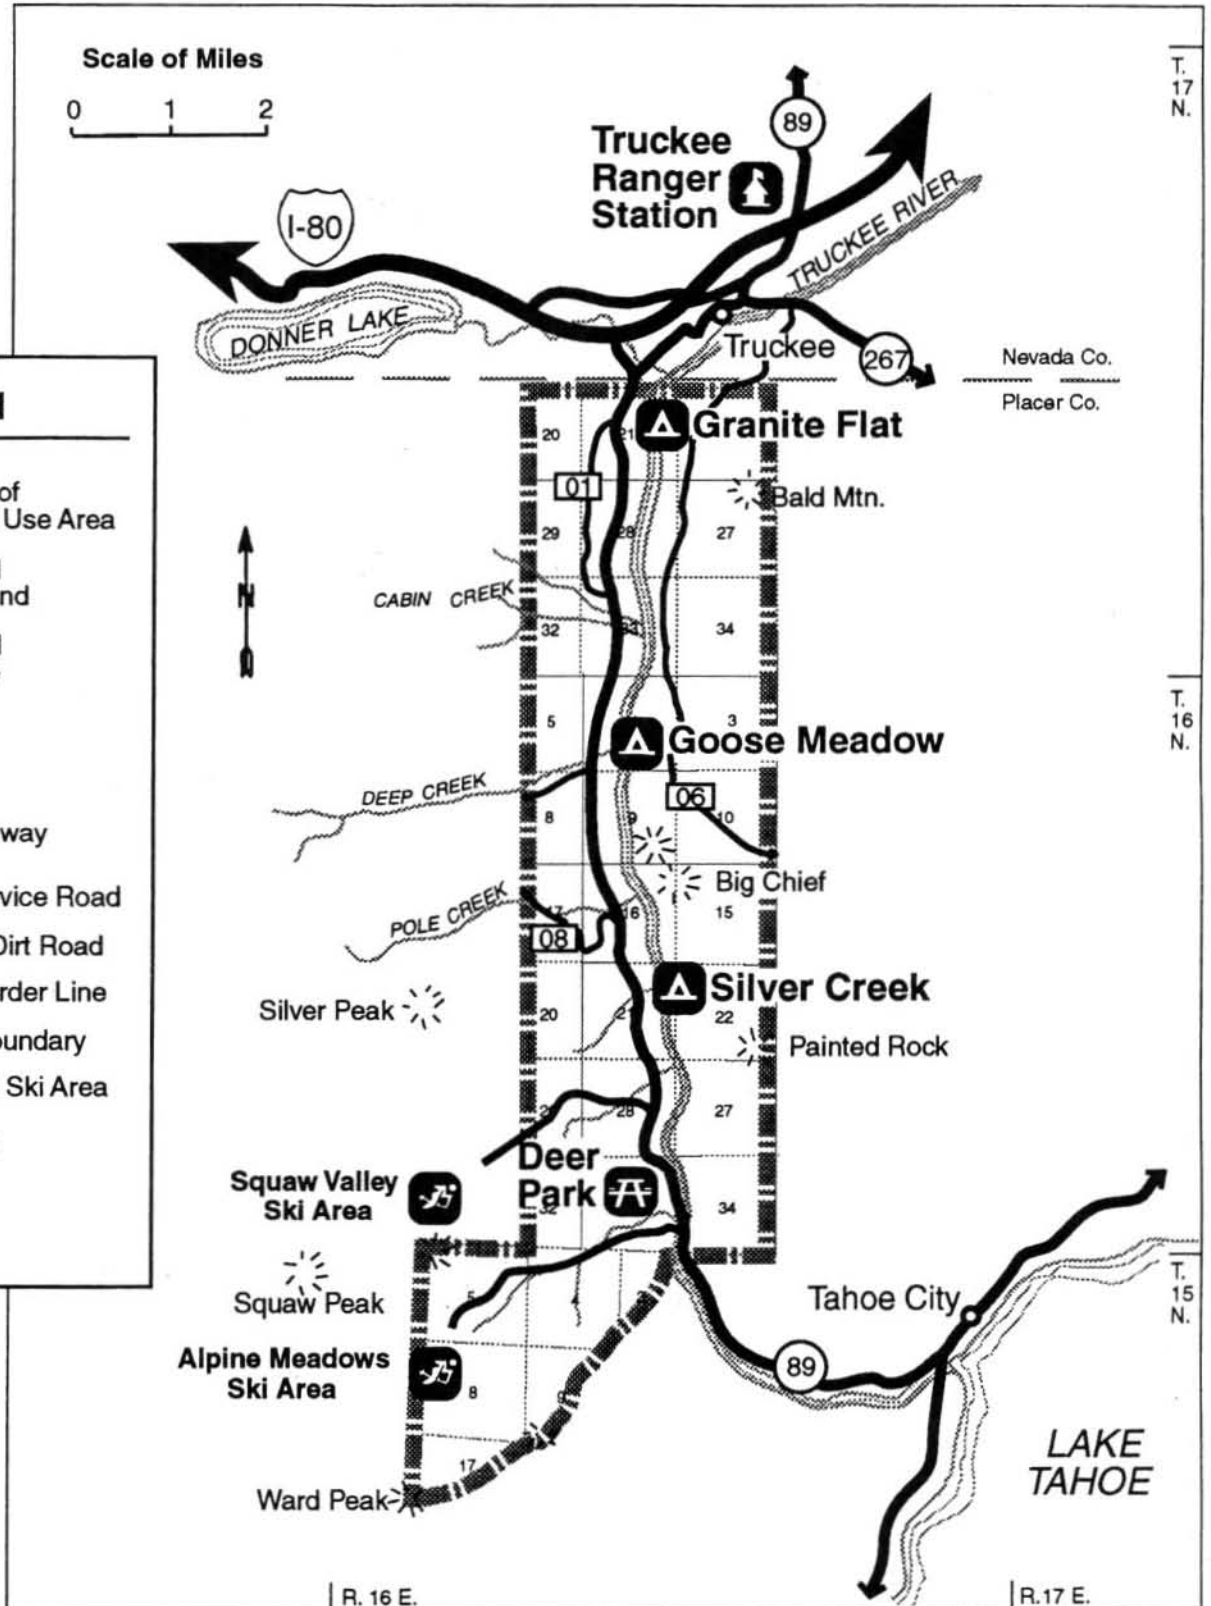 Scale of Miles
0 1 2
T.
17
N.
89
Truckee
Ranger
Station
I-80
TRUCKEE RIVER
DONNER LAKE
Truckee
267
Nevada Co.
Placer Co.
of
Use Area
nd
way
vice Road
Dirt Road
rder Line
oundary
Ski Area
20
21
Granite Flat
01
Bald Mtn.
29
28
27
N
CABIN CREEK
32
33
34
T.
16
N.
5
3
Goose Meadow
DEEP CREEK
06
8
9
10
Big Chief
POLE CREEK
17
16
15
08
Silver Creek
Silver Peak
20
21
22
Painted Rock
28
27
Deer
Park
Squaw Valley
Ski Area
32
34
Squaw Peak
5
4
Tahoe City
T.
15
N.
Alpine Meadows
Ski Area
8
9
89
17
Ward Peak
LAKE
TAHOE
R. 16 E.
R.17 E.